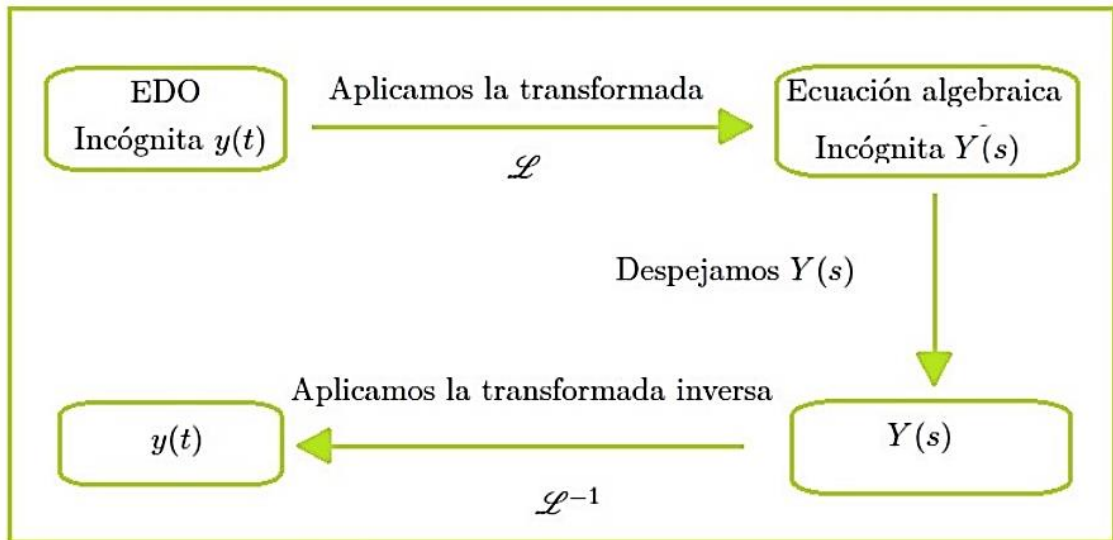 EDO
Incógnita y(t)
Aplicamos la transformada
ℒ
Ecuación algebraica
Incógnita Y(s)
Despejamos Y(s)
Aplicamos la transformada inversa
y(t)
ℒ⁻¹
Y(s)